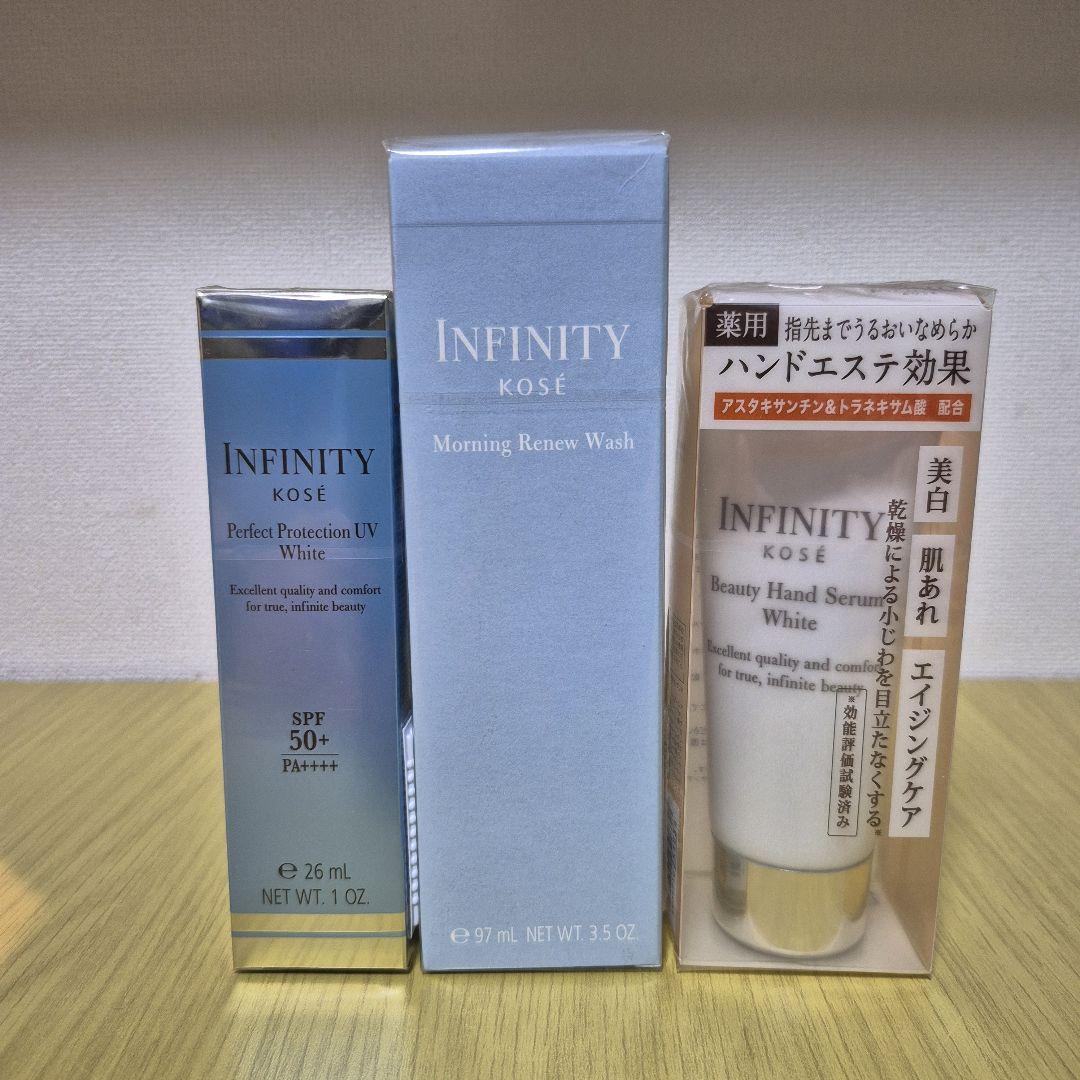 INFINITY
KOSÉ
Perfect Protection UV
White
Excellent quality and comfort
for true, infinite beauty
SPF
50+
PA++++
e 26 mL
NET WT. 1 OZ.
INFINITY
KOSÉ
Morning Renew Wash
e 97 mL NET WT. 3.5 OZ.
薬用
指先までうるおいなめらか
ハンドエステ効果
アスタキサンチン&トラネキサム酸 配合
美白
肌あれ
エイジングケア
乾燥による小じわを目立たなくする※
※効能評価試験済み
INFINITY
KOSÉ
Beauty Hand Serum
White
Excellent quality and comfort
for true, infinite beauty